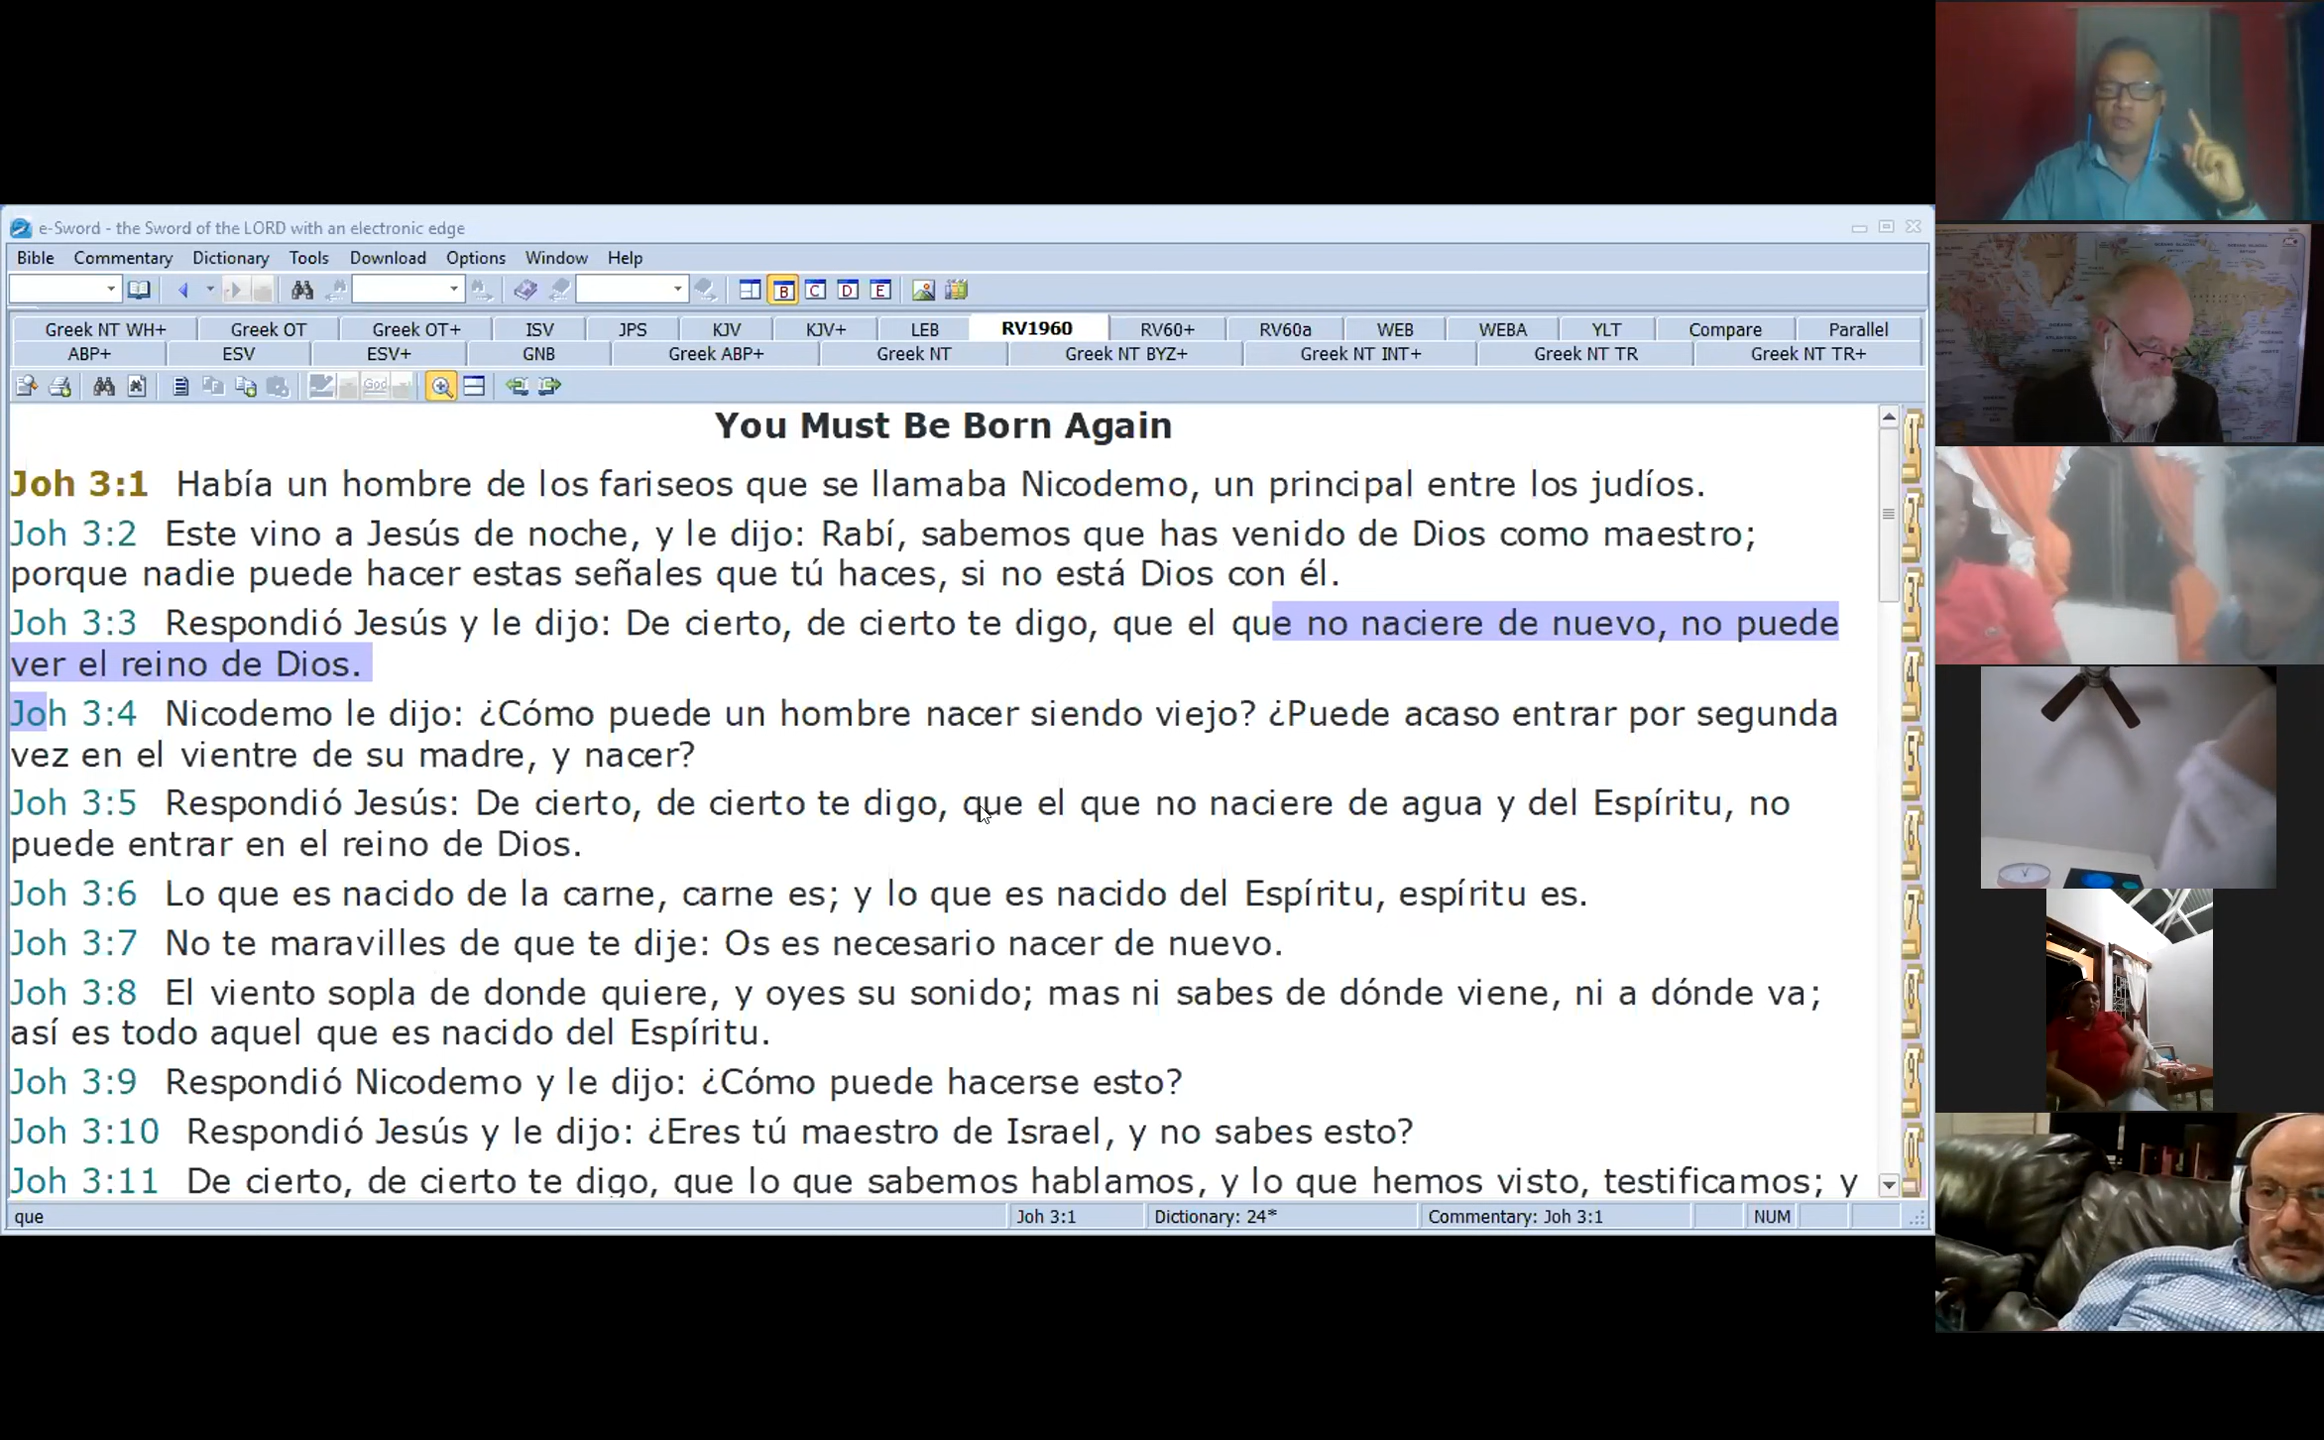 e-Sword - the Sword of the LORD with an electronic edge
Bible Commentary Dictionary Tools Download Options Window Help
B C D E
Greek NT WH+ Greek OT Greek OT+ ISV JPS KJV KJV+ LEB RV1960 RV60+ RV60a WEB WEBA YLT Compare Parallel
ABP+ ESV ESV+ GNB Greek ABP+ Greek NT Greek NT BYZ+ Greek NT INT+ Greek NT TR Greek NT TR+
God
You Must Be Born Again
Joh 3:1 Había un hombre de los fariseos que se llamaba Nicodemo, un principal entre los judíos.
Joh 3:2 Este vino a Jesús de noche, y le dijo: Rabí, sabemos que has venido de Dios como maestro;
porque nadie puede hacer estas señales que tú haces, si no está Dios con él.
Joh 3:3 Respondió Jesús y le dijo: De cierto, de cierto te digo, que el que no naciere de nuevo, no puede
ver el reino de Dios.
Joh 3:4 Nicodemo le dijo: ¿Cómo puede un hombre nacer siendo viejo? ¿Puede acaso entrar por segunda
vez en el vientre de su madre, y nacer?
Joh 3:5 Respondió Jesús: De cierto, de cierto te digo, que el que no naciere de agua y del Espíritu, no
puede entrar en el reino de Dios.
Joh 3:6 Lo que es nacido de la carne, carne es; y lo que es nacido del Espíritu, espíritu es.
Joh 3:7 No te maravilles de que te dije: Os es necesario nacer de nuevo.
Joh 3:8 El viento sopla de donde quiere, y oyes su sonido; mas ni sabes de dónde viene, ni a dónde va;
así es todo aquel que es nacido del Espíritu.
Joh 3:9 Respondió Nicodemo y le dijo: ¿Cómo puede hacerse esto?
Joh 3:10 Respondió Jesús y le dijo: ¿Eres tú maestro de Israel, y no sabes esto?
Joh 3:11 De cierto, de cierto te digo, que lo que sabemos hablamos, y lo que hemos visto, testificamos; y
1
2
3
4
5
6
7
8
9
0
que Joh 3:1 Dictionary: 24* Commentary: Joh 3:1 NUM